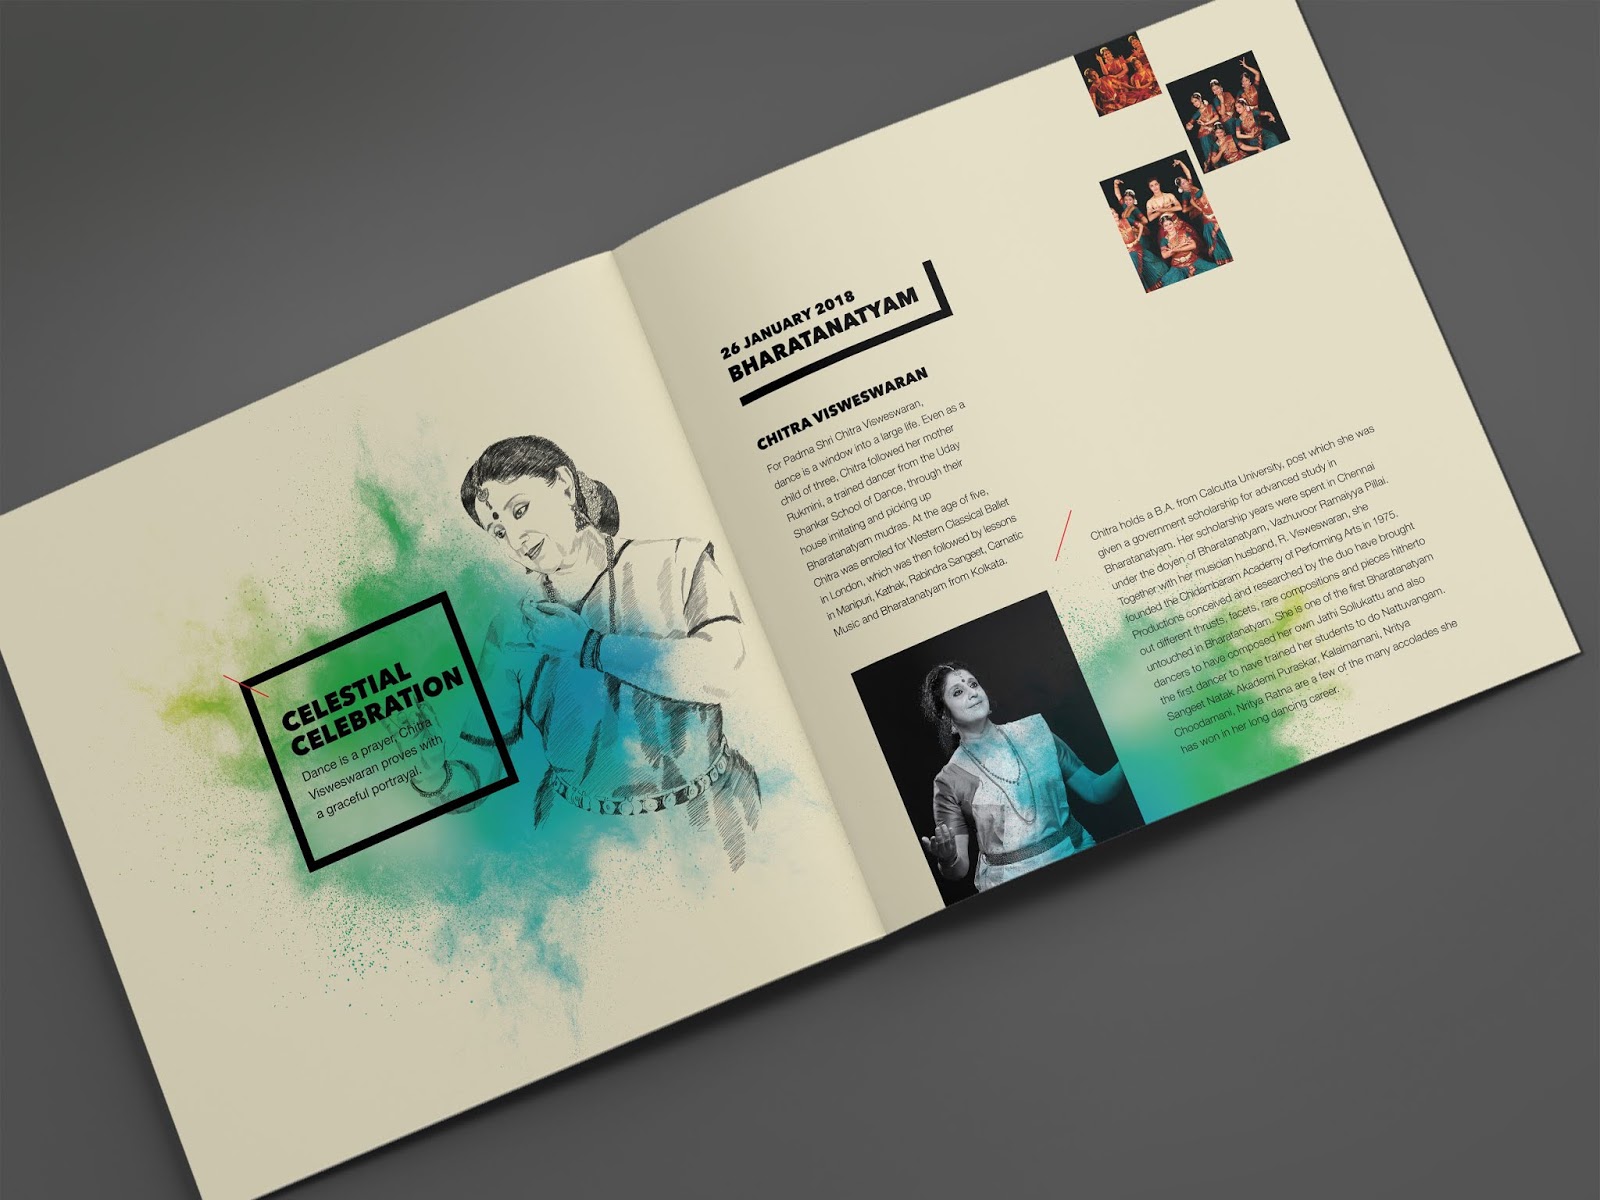 CELESTIAL
CELEBRATION
Dance is a prayer, Chitra
Visweswaran proves with
a graceful portrayal.
26 JANUARY 2018
BHARATANATYAM
CHITRA VISWESWARAN
For Padma Shri Chitra Visweswaran,
dance is a window into a large life. Even as a
child of three, Chitra followed her mother
Rukmini, a trained dancer from the Uday
Shankar School of Dance, through their
house imitating and picking up
Bharatanatyam mudras. At the age of five,
Chitra was enrolled for Western Classical Ballet
in London, which was then followed by lessons
in Manipuri, Kathak, Rabindra Sangeet, Carnatic
Music and Bharatanatyam from Kolkata.
Chitra holds a B.A. from Calcutta University, post which she was
given a government scholarship for advanced study in
Bharatanatyam. Her scholarship years were spent in Chennai
under the doyen of Bharatanatyam, Vazhuvoor Ramaiyya Pillai.
Together with her musician husband, R. Visweswaran, she
founded the Chidambaram Academy of Performing Arts in 1975.
Productions conceived and researched by the duo have brought
out different thrusts, facets, rare compositions and pieces hitherto
untouched in Bharatanatyam. She is one of the first Bharatanatyam
dancers to have composed her own Jathi Sollukattu and also
the first dancer to have trained her students to do Nattuvangam.
Sangeet Natak Akademi Puraskar, Kalaimamani, Nritya
Choodamani, Nritya Ratna are a few of the many accolades she
has won in her long dancing career.